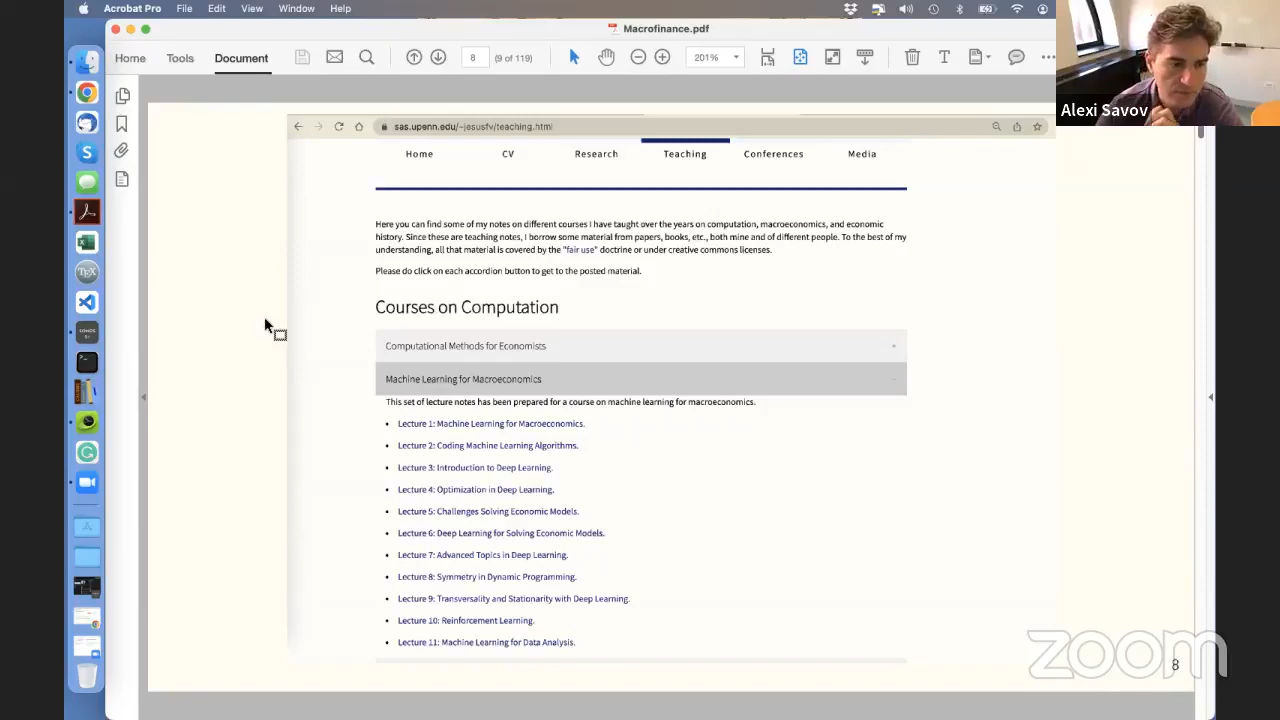 Acrobat Pro File Edit View Window Help
Macrofinance.pdf
Home Tools Document 8 (9 of 119) 201%
Alexi Savov
sas.upenn.edu/~jesusfv/teaching.html
Home CV Research Teaching Conferences Media
Here you can find some of my notes on different courses I have taught over the years on computation, macroeconomics, and economic
history. Since these are teaching notes, I borrow some material from papers, books, etc., both mine and of different people. To the best of my
understanding, all that material is covered by the "fair use" doctrine or under creative commons licenses.
Please do click on each accordion button to get to the posted material.
Courses on Computation
Computational Methods for Economists +
Machine Learning for Macroeconomics -
This set of lecture notes has been prepared for a course on machine learning for macroeconomics.
• Lecture 1: Machine Learning for Macroeconomics.
• Lecture 2: Coding Machine Learning Algorithms.
• Lecture 3: Introduction to Deep Learning.
• Lecture 4: Optimization in Deep Learning.
• Lecture 5: Challenges Solving Economic Models.
• Lecture 6: Deep Learning for Solving Economic Models.
• Lecture 7: Advanced Topics in Deep Learning.
• Lecture 8: Symmetry in Dynamic Programming.
• Lecture 9: Transversality and Stationarity with Deep Learning.
• Lecture 10: Reinforcement Learning.
• Lecture 11: Machine Learning for Data Analysis.
zoom
8